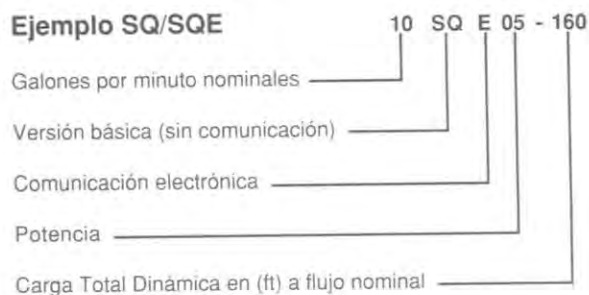 Ejemplo SQ/SQE 10 SQ E 05 - 160
Galones por minuto nominales
Versión básica (sin comunicación)
Comunicación electrónica
Potencia
Carga Total Dinámica en (ft) a flujo nominal